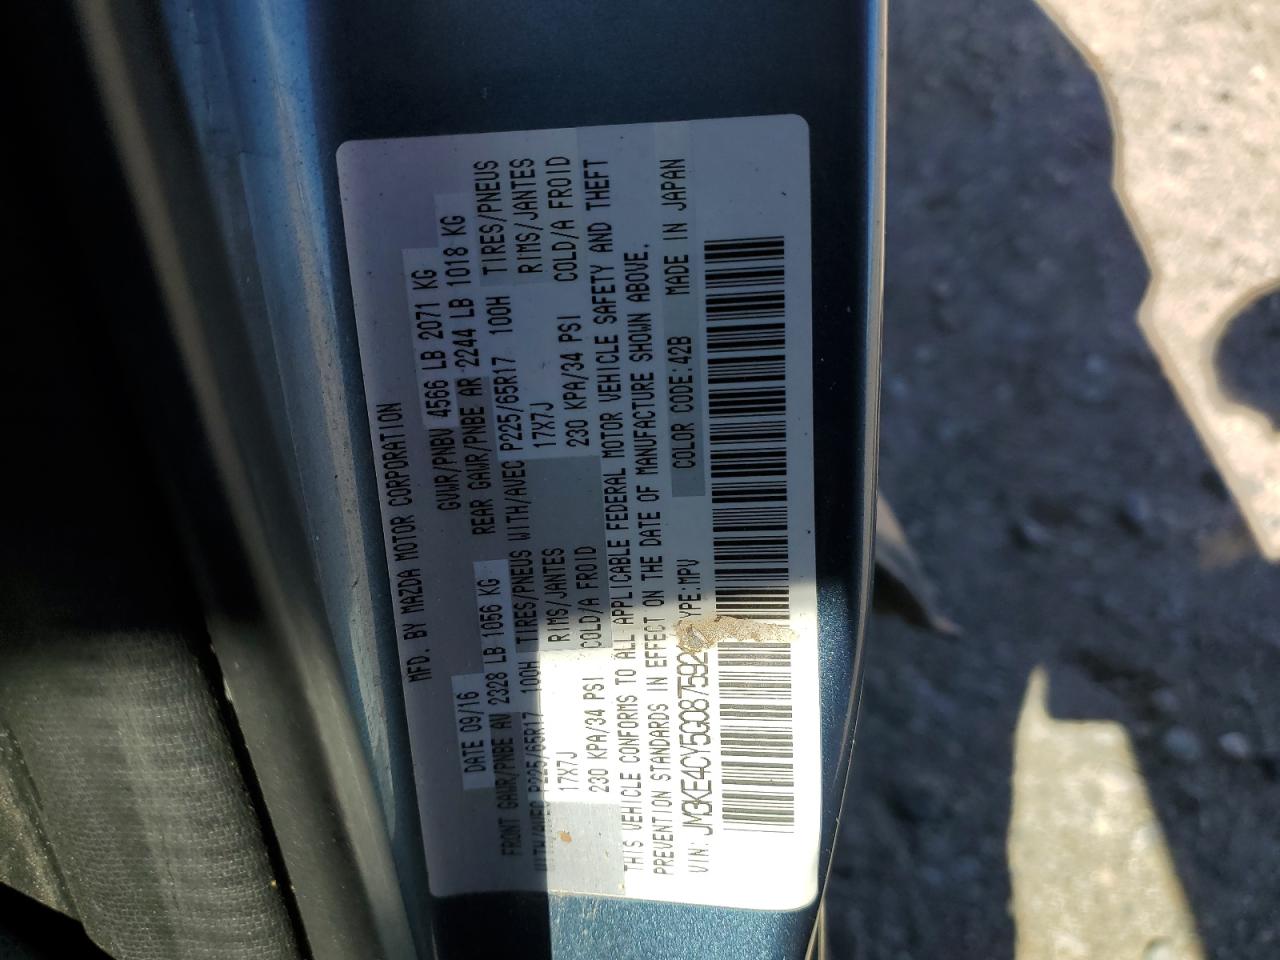 MFD. BY MAZDA MOTOR CORPORATION
DATE 09/16 GVWR/PNBV 4566 LB 2071 KG
FRONT GAWR/PNBE AV 2328 LB 1056 KG REAR GAWR/PNBE AR 2244 LB 1018 KG
WITH/AVEC P225/65R17 100H TIRES/PNEUS WITH/AVEC P225/65R17 100H TIRES/PNEUS
17X7J RIMS/JANTES 17X7J RIMS/JANTES
230 KPA/34 PSI COLD/A FROID 230 KPA/34 PSI COLD/A FROID
THIS VEHICLE CONFORMS TO ALL APPLICABLE FEDERAL MOTOR VEHICLE SAFETY AND THEFT
PREVENTION STANDARDS IN EFFECT ON THE DATE OF MANUFACTURE SHOWN ABOVE.
VIN: MPV COLOR CODE:42B MADE IN JAPAN